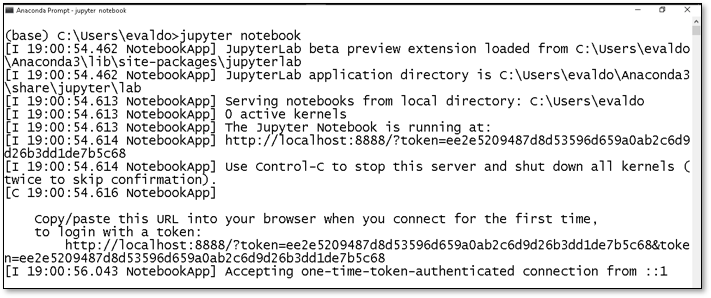 Anaconda Prompt - jupyter notebook
(base) C:\Users\evaldo>jupyter notebook
[I 19:00:54.462 NotebookApp] JupyterLab beta preview extension loaded from C:\Users\evaldo
\Anaconda3\lib\site-packages\jupyterlab
[I 19:00:54.462 NotebookApp] JupyterLab application directory is C:\Users\evaldo\Anaconda3
\share\jupyter\lab
[I 19:00:54.613 NotebookApp] Serving notebooks from local directory: C:\Users\evaldo
[I 19:00:54.613 NotebookApp] 0 active kernels
[I 19:00:54.613 NotebookApp] The Jupyter Notebook is running at:
[I 19:00:54.614 NotebookApp] http://localhost:8888/?token=ee2e5209487d8d53596d659a0ab2c6d9
d26b3dd1de7b5c68
[I 19:00:54.614 NotebookApp] Use Control-C to stop this server and shut down all kernels (
twice to skip confirmation).
[C 19:00:54.616 NotebookApp]
Copy/paste this URL into your browser when you connect for the first time,
to login with a token:
http://localhost:8888/?token=ee2e5209487d8d53596d659a0ab2c6d9d26b3dd1de7b5c68&toke
n=ee2e5209487d8d53596d659a0ab2c6d9d26b3dd1de7b5c68
[I 19:00:56.043 NotebookApp] Accepting one-time-token-authenticated connection from ::1